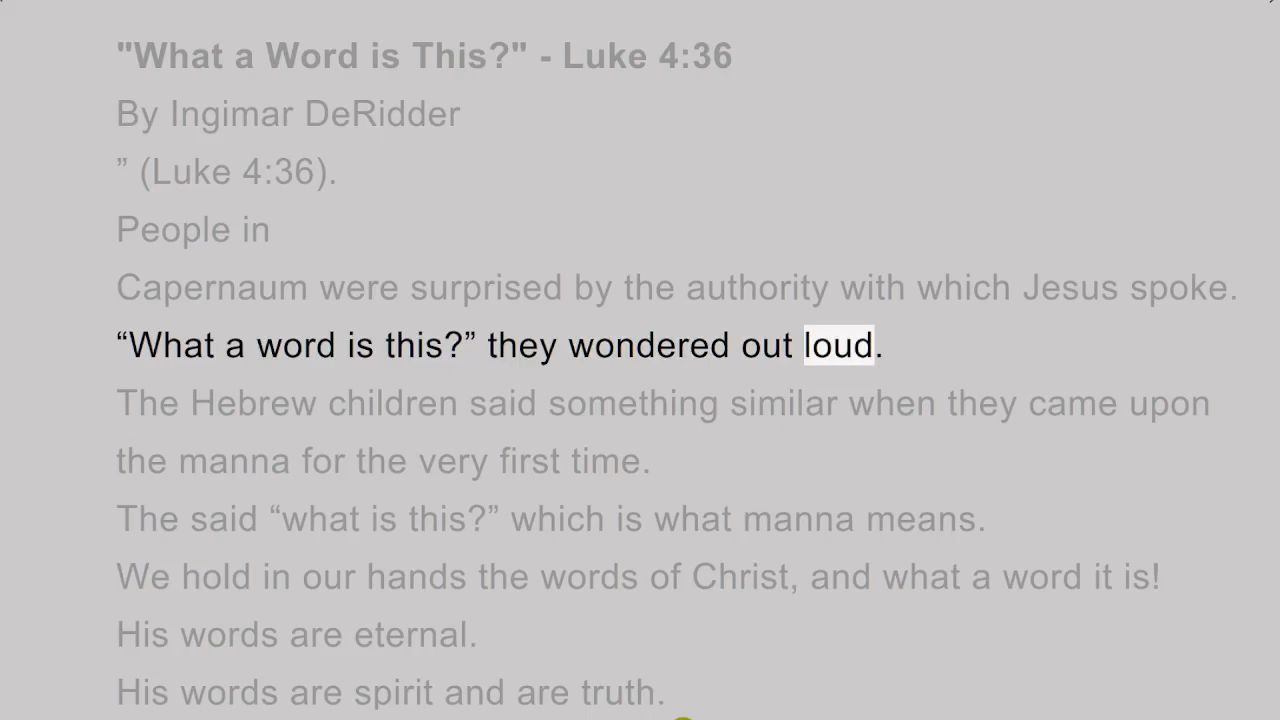 "What a Word is This?" - Luke 4:36
By Ingimar DeRidder
” (Luke 4:36).
People in
Capernaum were surprised by the authority with which Jesus spoke.
“What a word is this?” they wondered out loud.
The Hebrew children said something similar when they came upon
the manna for the very first time.
The said “what is this?” which is what manna means.
We hold in our hands the words of Christ, and what a word it is!
His words are eternal.
His words are spirit and are truth.